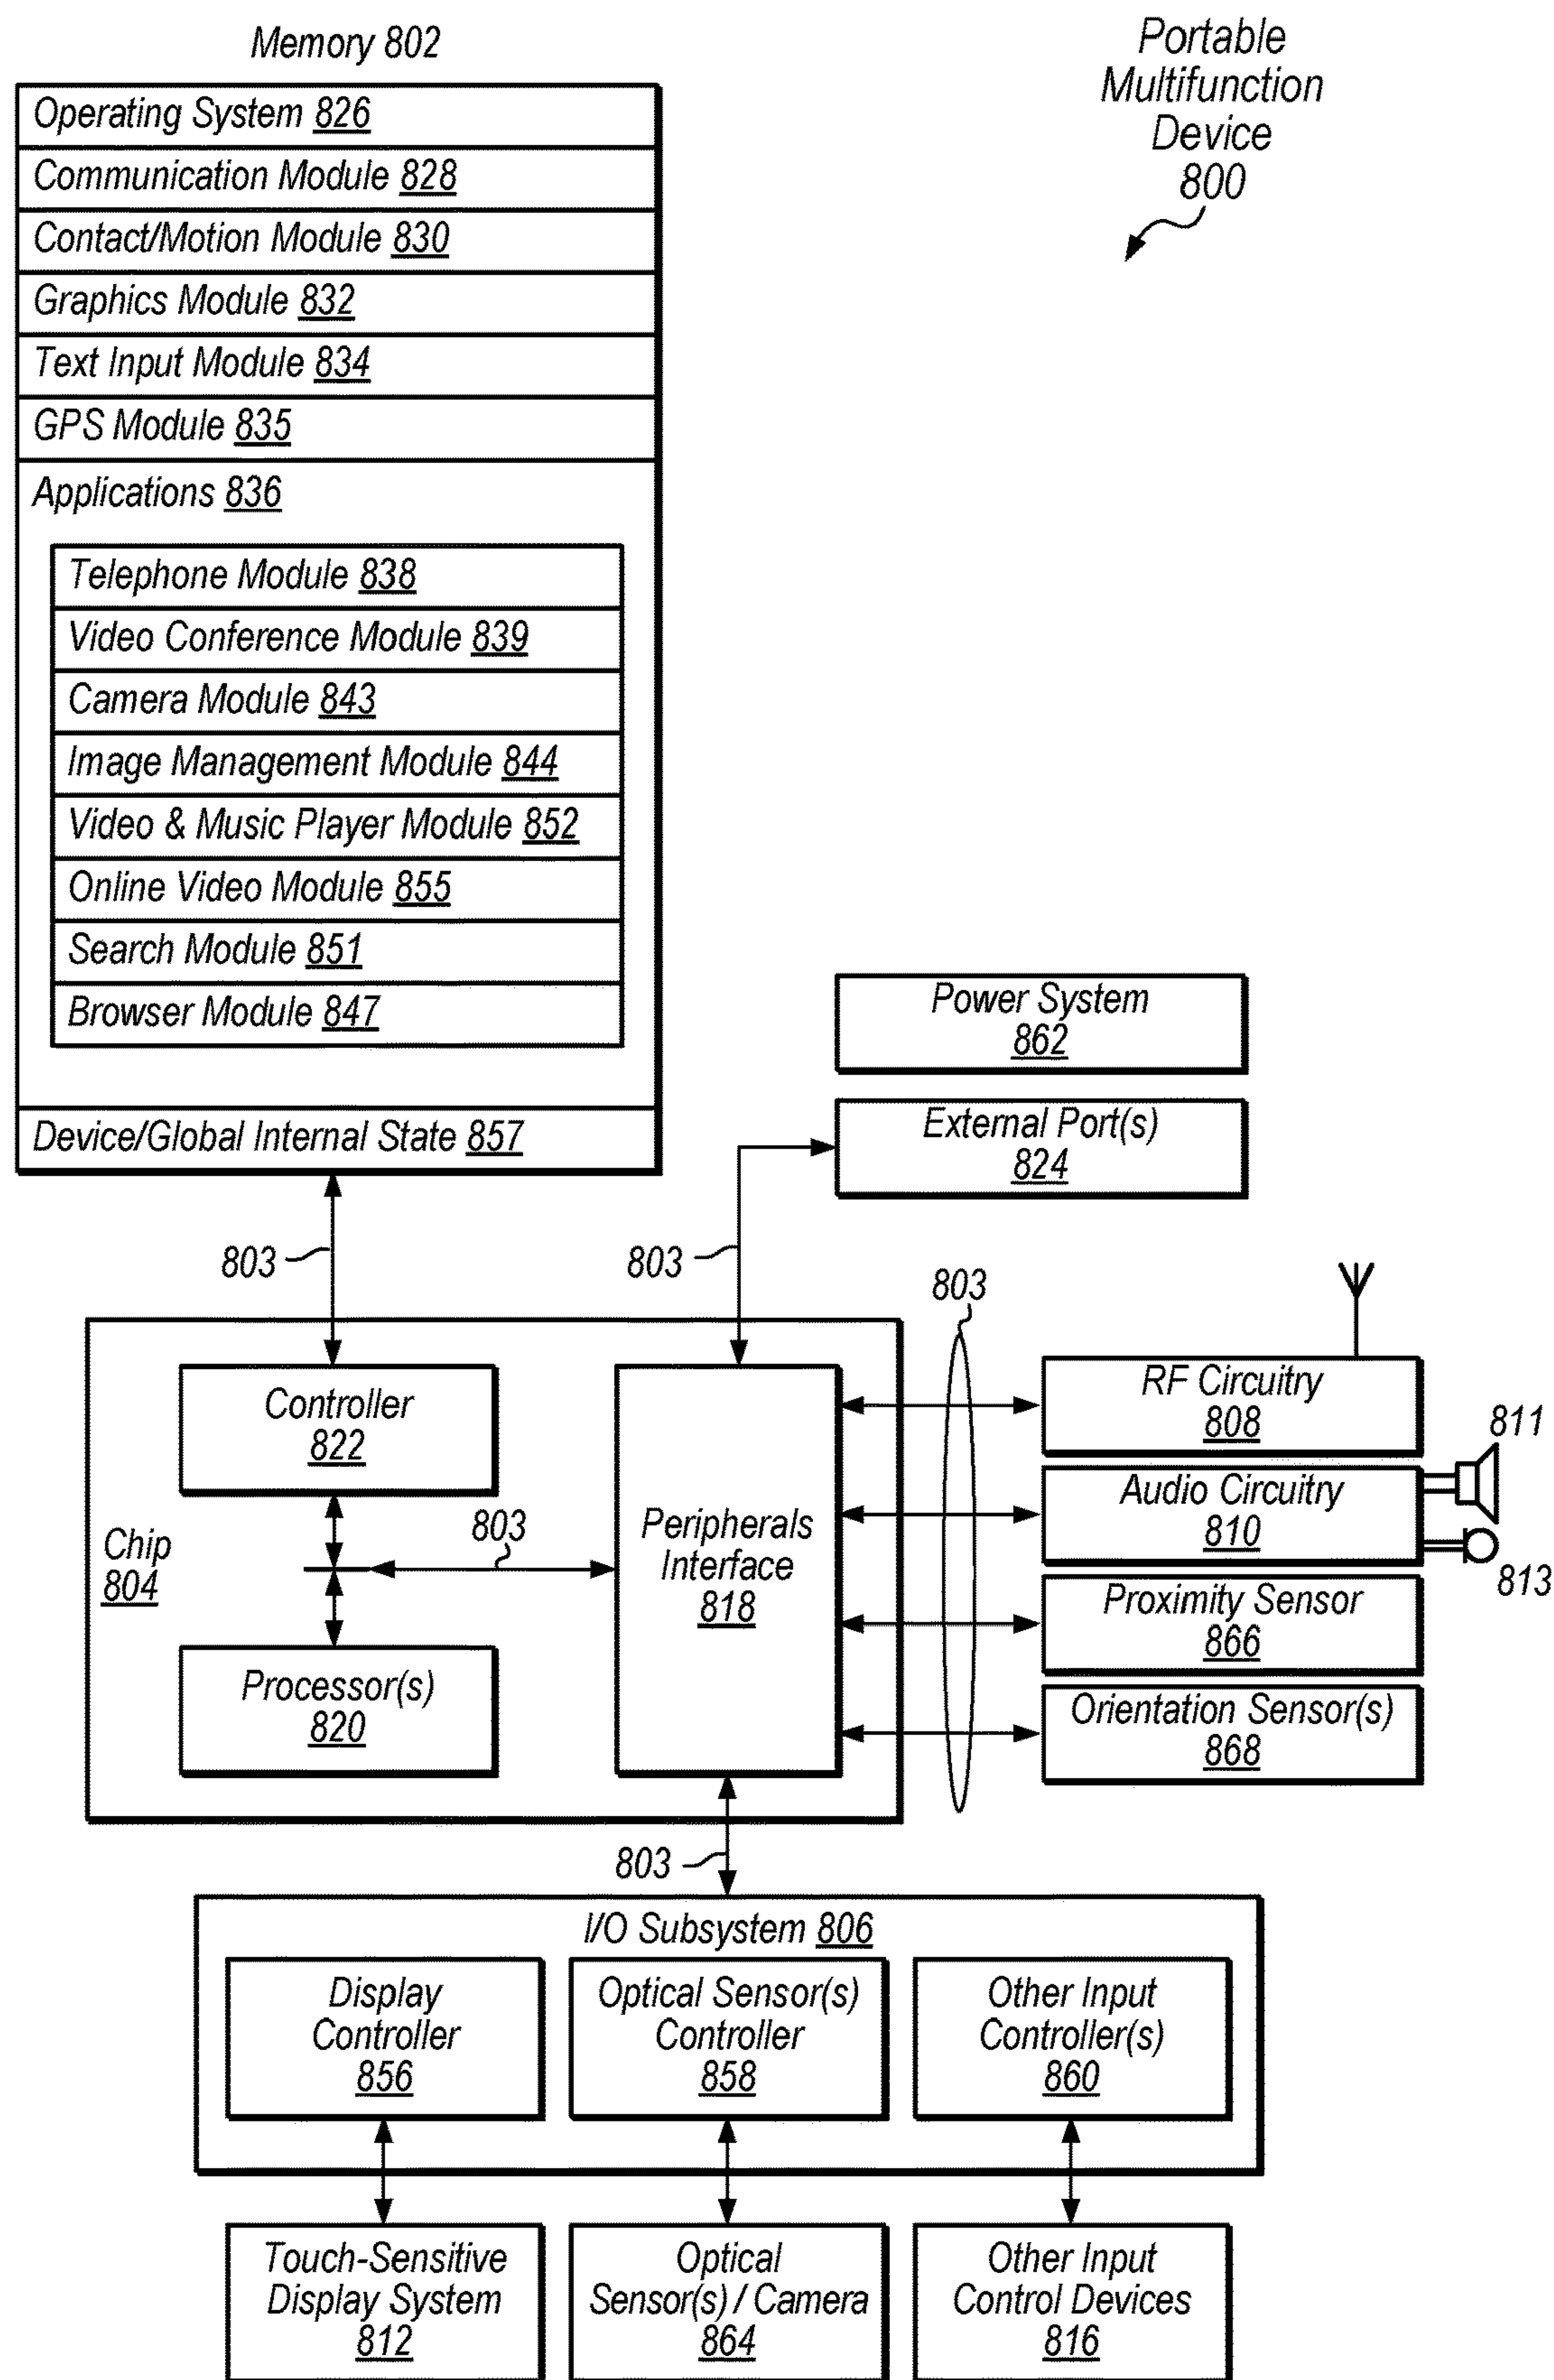 Memory 802
Portable
Multifunction
Device
800
Operating System 826
Communication Module 828
Contact/Motion Module 830
Graphics Module 832
Text Input Module 834
GPS Module 835
Applications 836
Telephone Module 838
Video Conference Module 839
Camera Module 843
Image Management Module 844
Video & Music Player Module 852
Online Video Module 855
Search Module 851
Browser Module 847
Device/Global Internal State 857
Power System
862
External Port(s)
824
803
803
803
Controller
822
Chip
804
803
Processor(s)
820
Peripherals
Interface
818
RF Circuitry
808
811
Audio Circuitry
810
813
Proximity Sensor
866
Orientation Sensor(s)
868
803
I/O Subsystem 806
Display
Controller
856
Optical Sensor(s)
Controller
858
Other Input
Controller(s)
860
Touch-Sensitive
Display System
812
Optical
Sensor(s) / Camera
864
Other Input
Control Devices
816